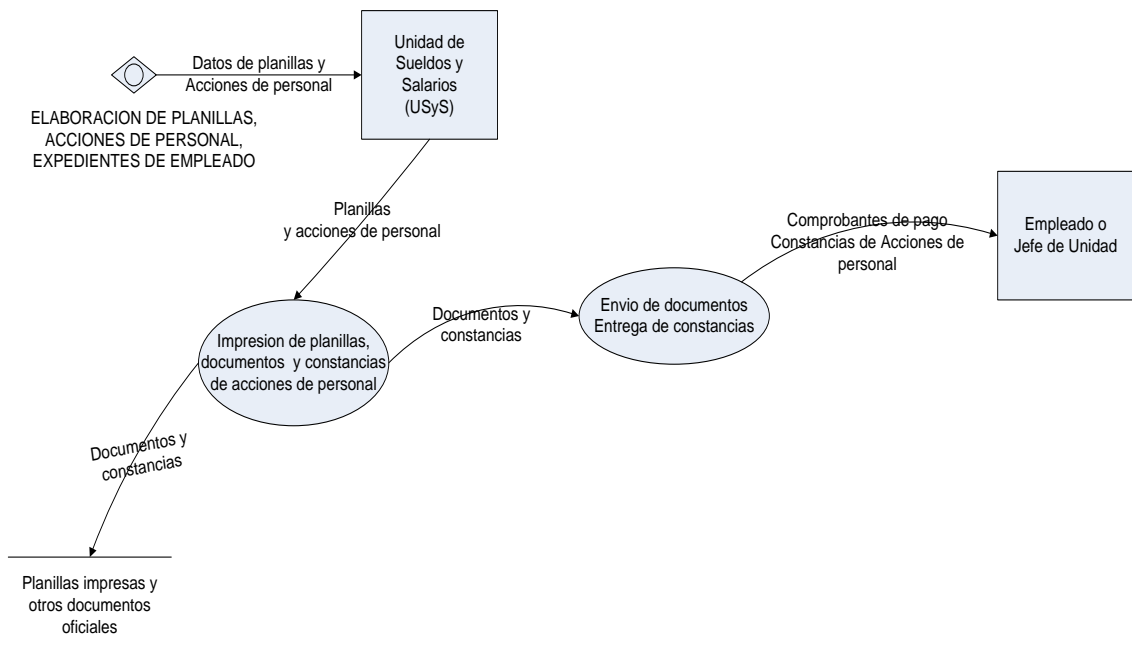 Unidad de
Sueldos y
Salarios
(USyS)
Datos de planillas y
Acciones de personal
ELABORACION DE PLANILLAS,
ACCIONES DE PERSONAL,
EXPEDIENTES DE EMPLEADO
Planillas
y acciones de personal
Comprobantes de pago
Constancias de Acciones de
personal
Empleado o
Jefe de Unidad
Documentos y
constancias
Envio de documentos
Entrega de constancias
Impresion de planillas,
documentos y constancias
de acciones de personal
Documentos y
constancias
Planillas impresas y
otros documentos
oficiales